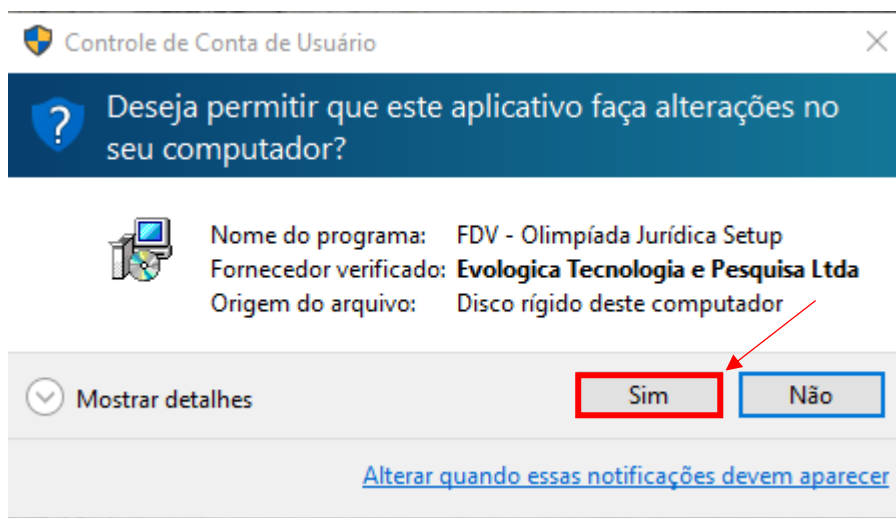 Controle de Conta de Usuário
Deseja permitir que este aplicativo faça alterações no
seu computador?
Nome do programa: FDV - Olimpíada Jurídica Setup
Fornecedor verificado: Evologica Tecnologia e Pesquisa Ltda
Origem do arquivo: Disco rígido deste computador
Mostrar detalhes
Sim
Não
Alterar quando essas notificações devem aparecer